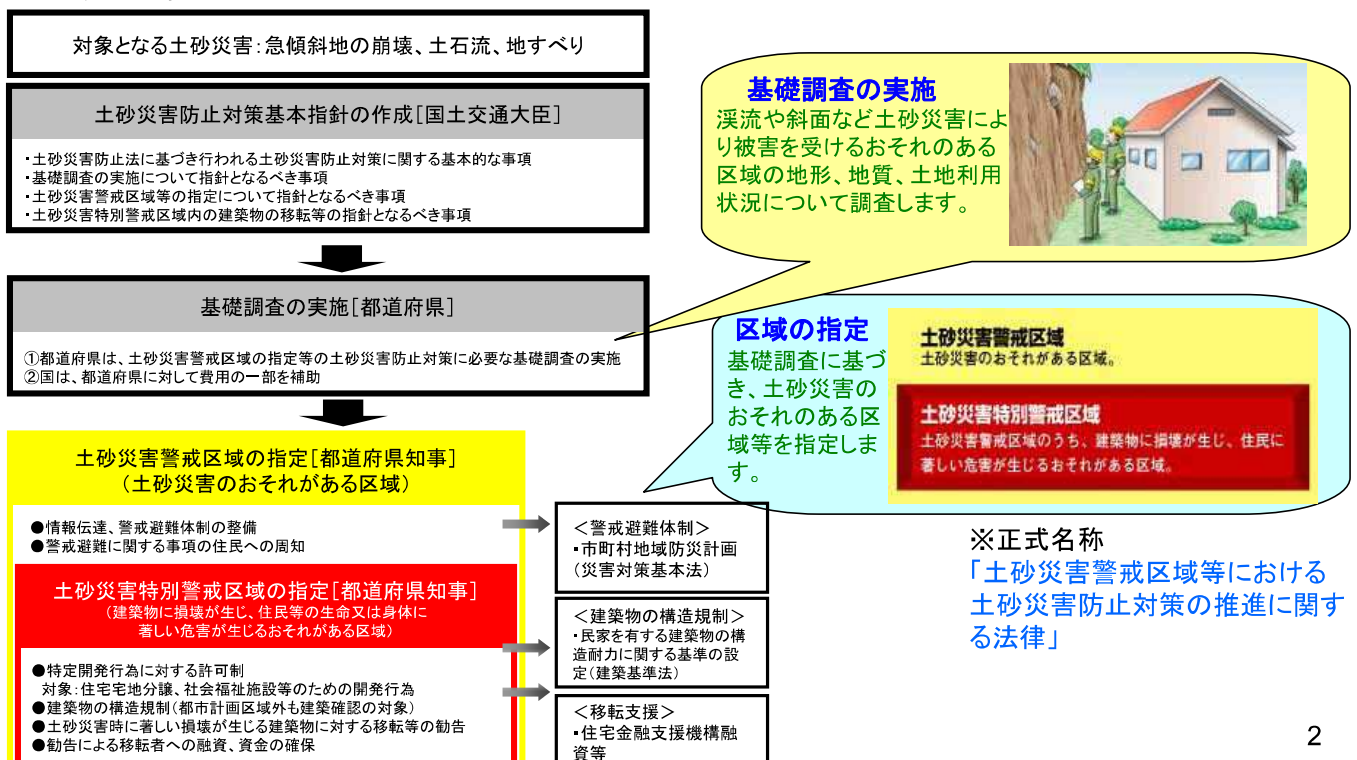 対象となる土砂災害:急傾斜地の崩壊、土石流、地すべり
土砂災害防止対策基本指針の作成[国土交通大臣]
・土砂災害防止法に基づき行われる土砂災害防止対策に関する基本的な事項
・基礎調査の実施について指針となるべき事項
・土砂災害警戒区域等の指定について指針となるべき事項
・土砂災害特別警戒区域内の建築物の移転等の指針となるべき事項
基礎調査の実施[都道府県]
①都道府県は、土砂災害警戒区域の指定等の土砂災害防止対策に必要な基礎調査の実施
②国は、都道府県に対して費用の一部を補助
土砂災害警戒区域の指定[都道府県知事]
(土砂災害のおそれがある区域)
●情報伝達、警戒避難体制の整備
●警戒避難に関する事項の住民への周知
土砂災害特別警戒区域の指定[都道府県知事]
(建築物に損壊が生じ、住民等の生命又は身体に
著しい危害が生じるおそれがある区域)
●特定開発行為に対する許可制
対象:住宅宅地分譲、社会福祉施設等のための開発行為
●建築物の構造規制(都市計画区域外も建築確認の対象)
●土砂災害時に著しい損壊が生じる建築物に対する移転等の勧告
●勧告による移転者への融資、資金の確保
<警戒避難体制>
・市町村地域防災計画
(災害対策基本法)
<建築物の構造規制>
・民家を有する建築物の構
造耐力に関する基準の設
定(建築基準法)
<移転支援>
・住宅金融支援機構融
資等
基礎調査の実施
渓流や斜面など土砂災害によ
り被害を受けるおそれのある
区域の地形、地質、土地利用
状況について調査します。
区域の指定
基礎調査に基づ
き、土砂災害の
おそれのある区
域等を指定しま
す。
土砂災害警戒区域
土砂災害のおそれがある区域。
土砂災害特別警戒区域
土砂災害警戒区域のうち、建築物に損壊が生じ、住民に
著しい危害が生じるおそれがある区域。
※正式名称
「土砂災害警戒区域等における
土砂災害防止対策の推進に関す
る法律」
2